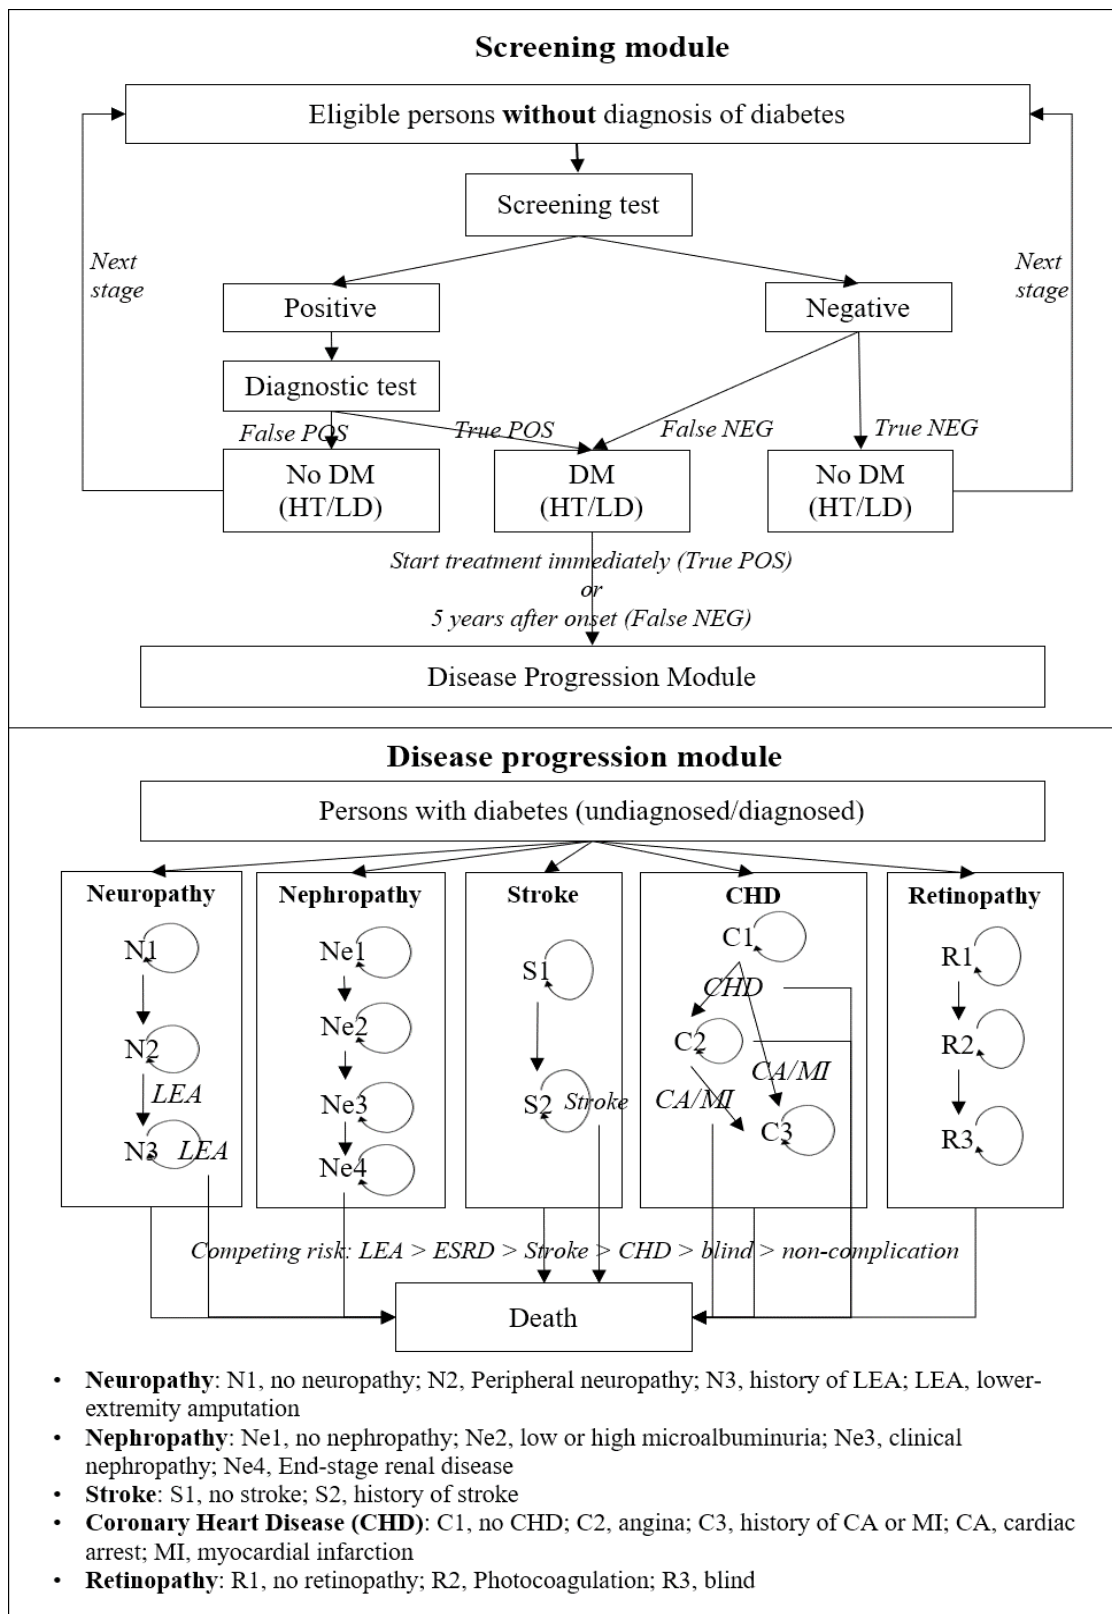 Screening module
Eligible persons without diagnosis of diabetes
Screening test
Next
stage
Next
stage
Positive
Negative
Diagnostic test
False POS
True POS
False NEG
True NEG
No DM
(HT/LD)
DM
(HT/LD)
No DM
(HT/LD)
Start treatment immediately (True POS)
or
5 years after onset (False NEG)
Disease Progression Module
Disease progression module
Persons with diabetes (undiagnosed/diagnosed)
Neuropathy
N1
N2
LEA
N3
LEA
Nephropathy
Ne1
Ne2
Ne3
Ne4
Stroke
S1
S2
Stroke
CHD
C1
CHD
C2
CA/MI
CA/MI
C3
Retinopathy
R1
R2
R3
Competing risk: LEA > ESRD > Stroke > CHD > blind > non-complication
Death
• Neuropathy: N1, no neuropathy; N2, Peripheral neuropathy; N3, history of LEA; LEA, lower-
extremity amputation
• Nephropathy: Ne1, no nephropathy; Ne2, low or high microalbuminuria; Ne3, clinical
nephropathy; Ne4, End-stage renal disease
• Stroke: S1, no stroke; S2, history of stroke
• Coronary Heart Disease (CHD): C1, no CHD; C2, angina; C3, history of CA or MI; CA, cardiac
arrest; MI, myocardial infarction
• Retinopathy: R1, no retinopathy; R2, Photocoagulation; R3, blind